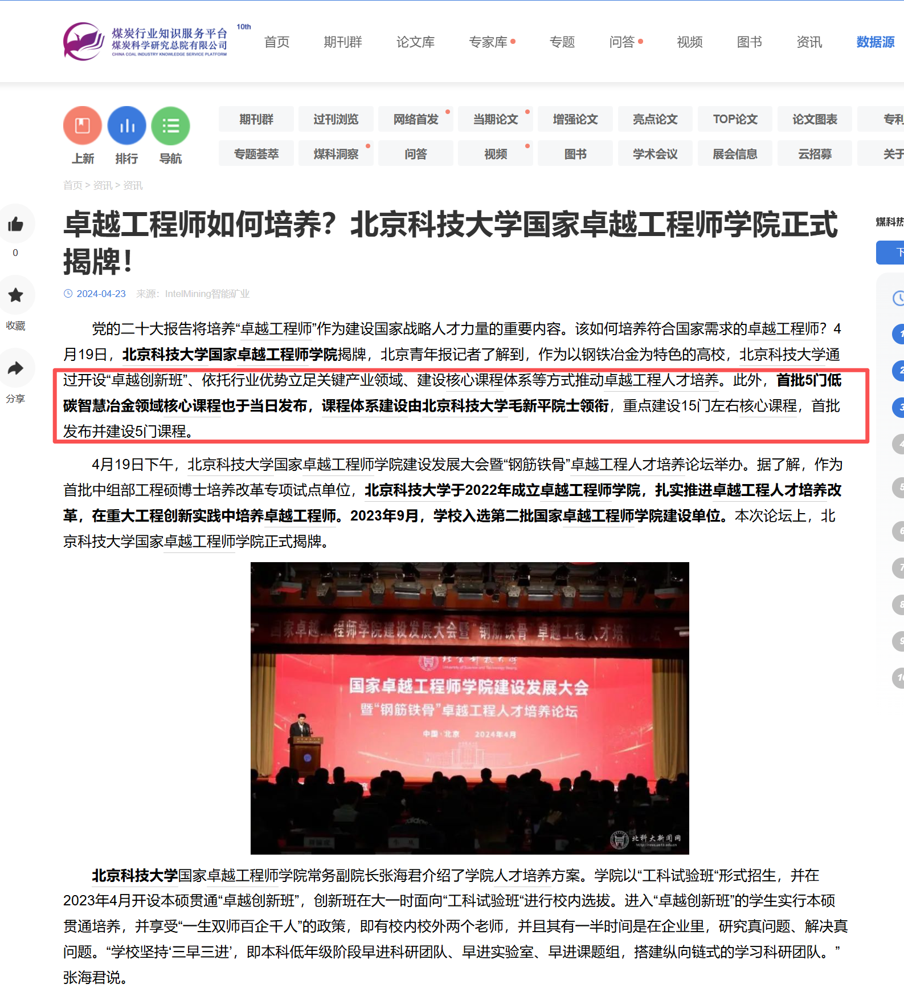 煤炭行业知识服务平台
煤炭科学研究总院有限公司
CHINA COAL INDUSTRY KNOWLEDGE SERVICE PLATFORM
10th
首页 期刊群 论文库 专家库 专题 问答 视频 图书 资讯 数据源
上新 排行 导航
期刊群 过刊浏览 网络首发 当期论文 增强论文 亮点论文 TOP论文 论文图表 专利
专题荟萃 煤科洞察 问答 视频 图书 学术会议 展会信息 云招募 关于
首页 > 资讯 > 资讯
0
收藏
分享
卓越工程师如何培养？北京科技大学国家卓越工程师学院正式
揭牌！
2024-04-23 来源：IntelMining智能矿业
党的二十大报告将培养“卓越工程师”作为建设国家战略人才力量的重要内容。该如何培养符合国家需求的卓越工程师？4
月19日，北京科技大学国家卓越工程师学院揭牌，北京青年报记者了解到，作为以钢铁冶金为特色的高校，北京科技大学通
过开设“卓越创新班”、依托行业优势立足关键产业领域、建设核心课程体系等方式推动卓越工程人才培养。此外，首批5门低
碳智慧冶金领域核心课程也于当日发布，课程体系建设由北京科技大学毛新平院士领衔，重点建设15门左右核心课程，首批
发布并建设5门课程。
4月19日下午，北京科技大学国家卓越工程师学院建设发展大会暨“钢筋铁骨”卓越工程人才培养论坛举办。据了解，作为
首批中组部工程硕博士培养改革专项试点单位，北京科技大学于2022年成立卓越工程师学院，扎实推进卓越工程人才培养改
革，在重大工程创新实践中培养卓越工程师。2023年9月，学校入选第二批国家卓越工程师学院建设单位。本次论坛上，北
京科技大学国家卓越工程师学院正式揭牌。
国家卓越工程师学院建设发展大会暨“钢筋铁骨”卓越工程人才培养论坛
北京科技大学
University of Science and Technology Beijing
国家卓越工程师学院建设发展大会
暨“钢筋铁骨”卓越工程人才培养论坛
中国·北京 2024年4月
北科大新闻网
http://news.ustb.edu.cn
北京科技大学国家卓越工程师学院常务副院长张海君介绍了学院人才培养方案。学院以“工科试验班“形式招生，并在
2023年4月开设本硕贯通“卓越创新班”，创新班在大一时面向“工科试验班“进行校内选拔。进入“卓越创新班”的学生实行本硕
贯通培养，并享受“一生双师百企千人”的政策，即有校内校外两个老师，并且其有一半时间是在企业里，研究真问题、解决真
问题。“学校坚持‘三早三进’，即本科低年级阶段早进科研团队、早进实验室、早进课题组，搭建纵向链式的学习科研团队。”
张海君说。
煤科热
下
1
2
3
4
5
6
7
8
9
10